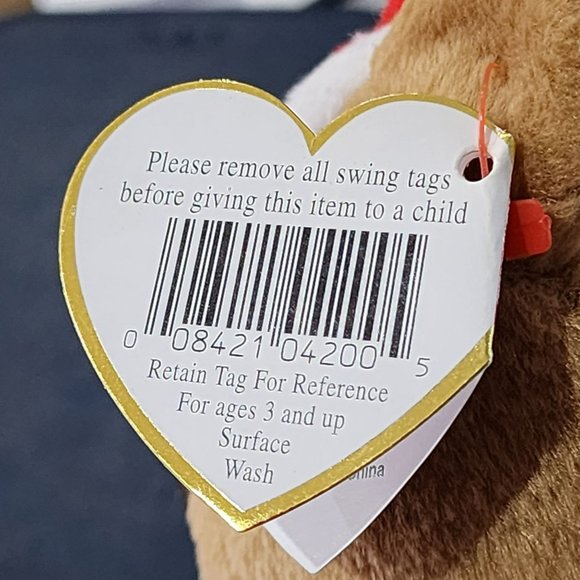 Please remove all swing tags
before giving this item to a child
0 08421 04200 5
Retain Tag For Reference
For ages 3 and up
Surface
Wash